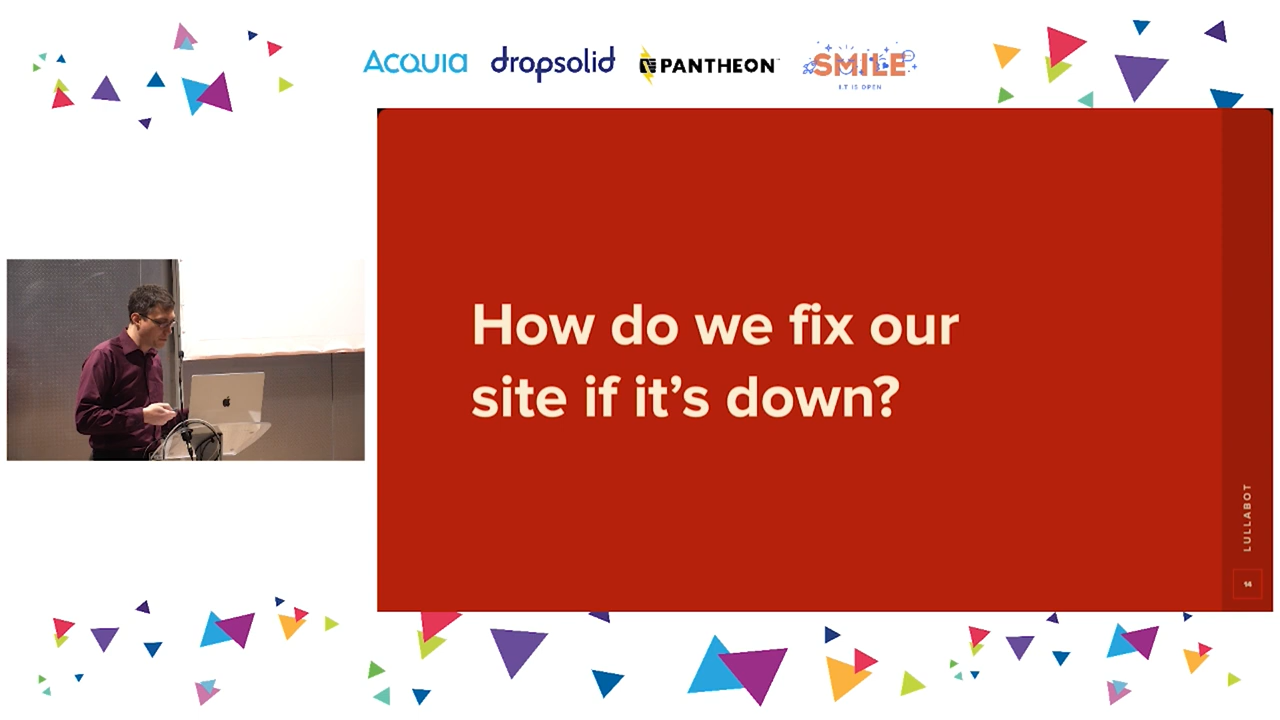 ACQUIA
dropsolid
PANTHEON
SMILE
I.T IS OPEN
How do we fix our
site if it’s down?
LULLABOT
14